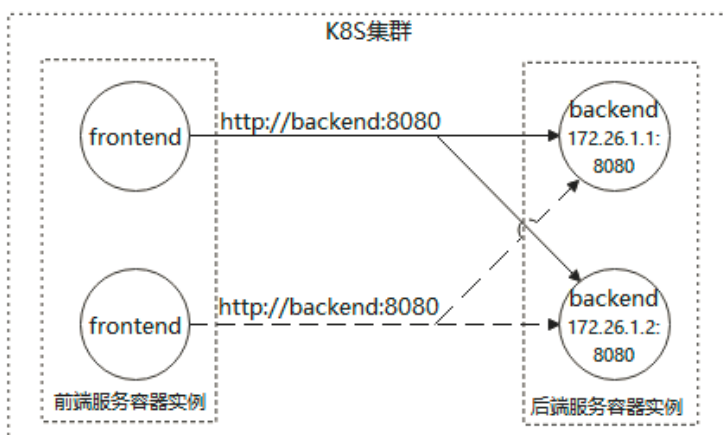 K8S集群
frontend
http://backend:8080
backend
172.26.1.1:
8080
frontend
http://backend:8080
backend
172.26.1.2:
8080
前端服务容器实例
后端服务容器实例